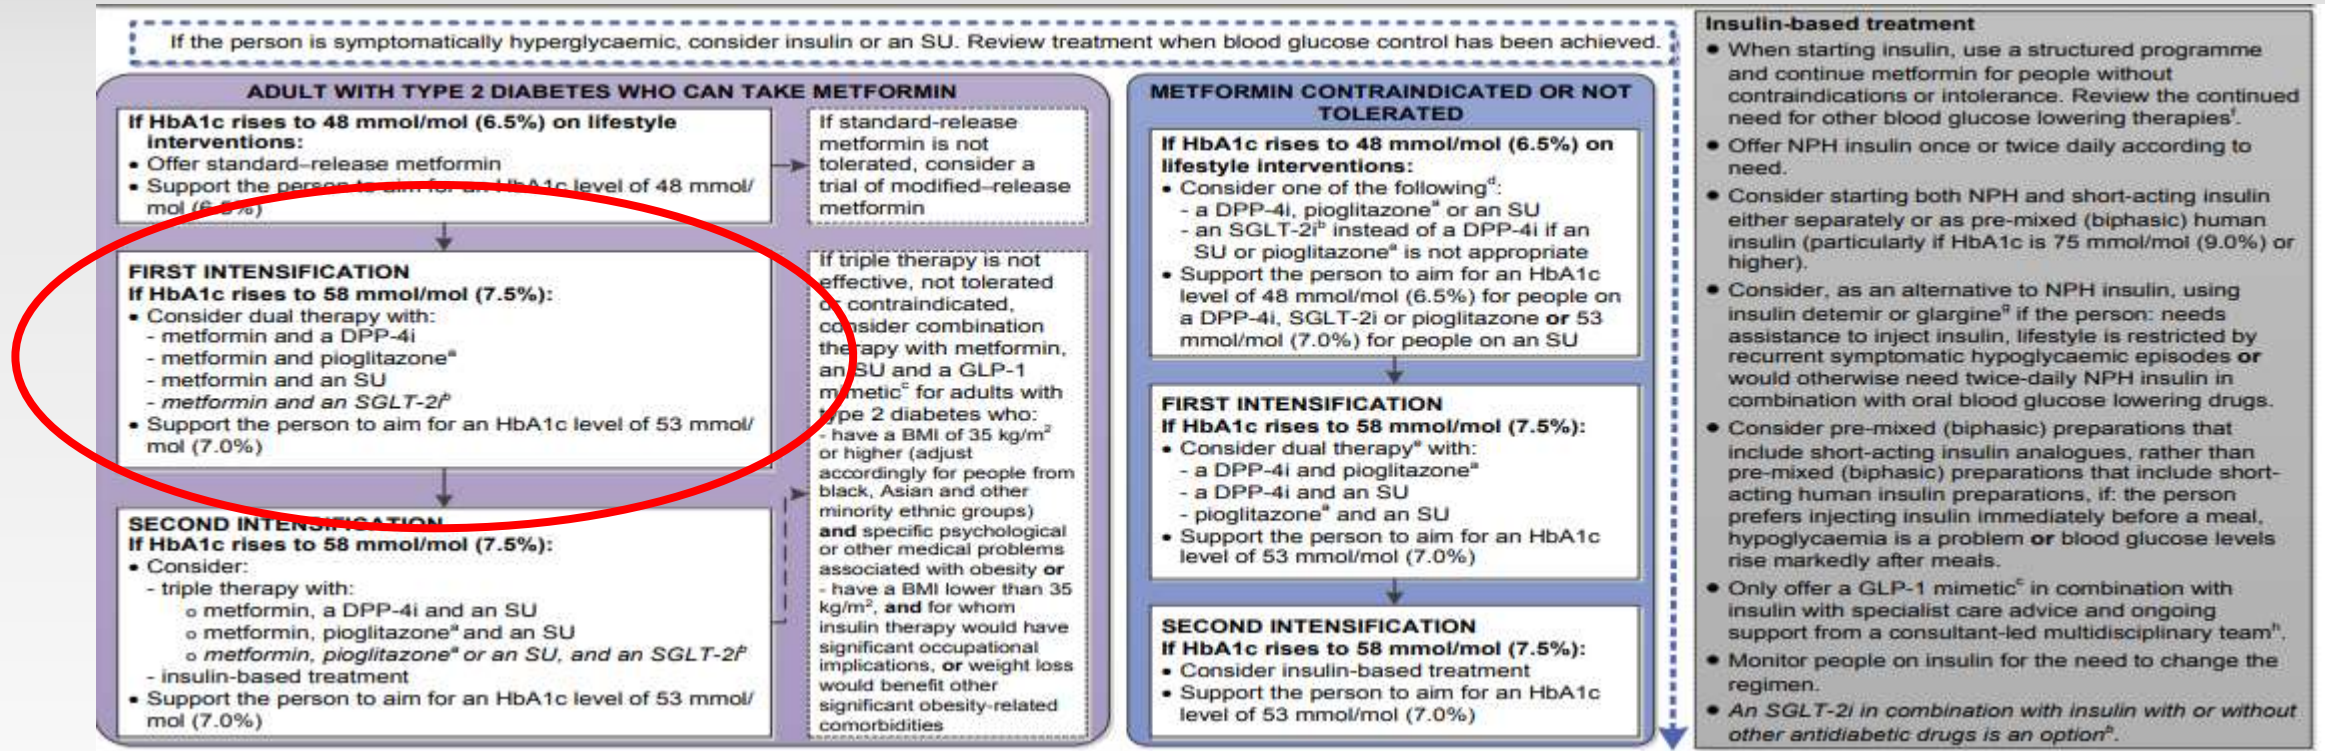 If the person is symptomatically hyperglycaemic, consider insulin or an SU. Review treatment when blood glucose control has been achieved.
ADULT WITH TYPE 2 DIABETES WHO CAN TAKE METFORMIN
If HbA1c rises to 48 mmol/mol (6.5%) on lifestyle
interventions:
• Offer standard–release metformin
• Support the person to aim for an HbA1c level of 48 mmol/
mol (6.5%)
If standard-release
metformin is not
tolerated, consider a
trial of modified–release
metformin
FIRST INTENSIFICATION
If HbA1c rises to 58 mmol/mol (7.5%):
• Consider dual therapy with:
- metformin and a DPP-4i
- metformin and pioglitazoneᵃ
- metformin and an SU
- metformin and an SGLT-2iᵇ
• Support the person to aim for an HbA1c level of 53 mmol/
mol (7.0%)
SECOND INTENSIFICATION
If HbA1c rises to 58 mmol/mol (7.5%):
• Consider:
- triple therapy with:
o metformin, a DPP-4i and an SU
o metformin, pioglitazoneᵃ and an SU
o metformin, pioglitazoneᵃ or an SU, and an SGLT-2iᵇ
- insulin-based treatment
• Support the person to aim for an HbA1c level of 53 mmol/
mol (7.0%)
If triple therapy is not
effective, not tolerated
or contraindicated,
consider combination
therapy with metformin,
an SU and a GLP-1
mimeticᶜ for adults with
type 2 diabetes who:
- have a BMI of 35 kg/m²
or higher (adjust
accordingly for people from
black, Asian and other
minority ethnic groups)
and specific psychological
or other medical problems
associated with obesity or
- have a BMI lower than 35
kg/m², and for whom
insulin therapy would have
significant occupational
implications, or weight loss
would benefit other
significant obesity-related
comorbidities
METFORMIN CONTRAINDICATED OR NOT
TOLERATED
If HbA1c rises to 48 mmol/mol (6.5%) on
lifestyle interventions:
• Consider one of the followingᵈ:
- a DPP-4i, pioglitazoneᵃ or an SU
- an SGLT-2iᵇ instead of a DPP-4i if an
SU or pioglitazoneᵃ is not appropriate
• Support the person to aim for an HbA1c
level of 48 mmol/mol (6.5%) for people on
a DPP-4i, SGLT-2i or pioglitazone or 53
mmol/mol (7.0%) for people on an SU
FIRST INTENSIFICATION
If HbA1c rises to 58 mmol/mol (7.5%):
• Consider dual therapyᵉ with:
- a DPP-4i and pioglitazoneᵃ
- a DPP-4i and an SU
- pioglitazoneᵃ and an SU
• Support the person to aim for an HbA1c
level of 53 mmol/mol (7.0%)
SECOND INTENSIFICATION
If HbA1c rises to 58 mmol/mol (7.5%):
• Consider insulin-based treatment
• Support the person to aim for an HbA1c
level of 53 mmol/mol (7.0%)
Insulin-based treatment
• When starting insulin, use a structured programme
and continue metformin for people without
contraindications or intolerance. Review the continued
need for other blood glucose lowering therapiesᶠ.
• Offer NPH insulin once or twice daily according to
need.
• Consider starting both NPH and short-acting insulin
either separately or as pre-mixed (biphasic) human
insulin (particularly if HbA1c is 75 mmol/mol (9.0%) or
higher).
• Consider, as an alternative to NPH insulin, using
insulin detemir or glargineᵍ if the person: needs
assistance to inject insulin, lifestyle is restricted by
recurrent symptomatic hypoglycaemic episodes or
would otherwise need twice-daily NPH insulin in
combination with oral blood glucose lowering drugs.
• Consider pre-mixed (biphasic) preparations that
include short-acting insulin analogues, rather than
pre-mixed (biphasic) preparations that include short-
acting human insulin preparations, if: the person
prefers injecting insulin immediately before a meal,
hypoglycaemia is a problem or blood glucose levels
rise markedly after meals.
• Only offer a GLP-1 mimeticᶜ in combination with
insulin with specialist care advice and ongoing
support from a consultant-led multidisciplinary teamʰ.
• Monitor people on insulin for the need to change the
regimen.
• An SGLT-2i in combination with insulin with or without
other antidiabetic drugs is an optionᵇ.